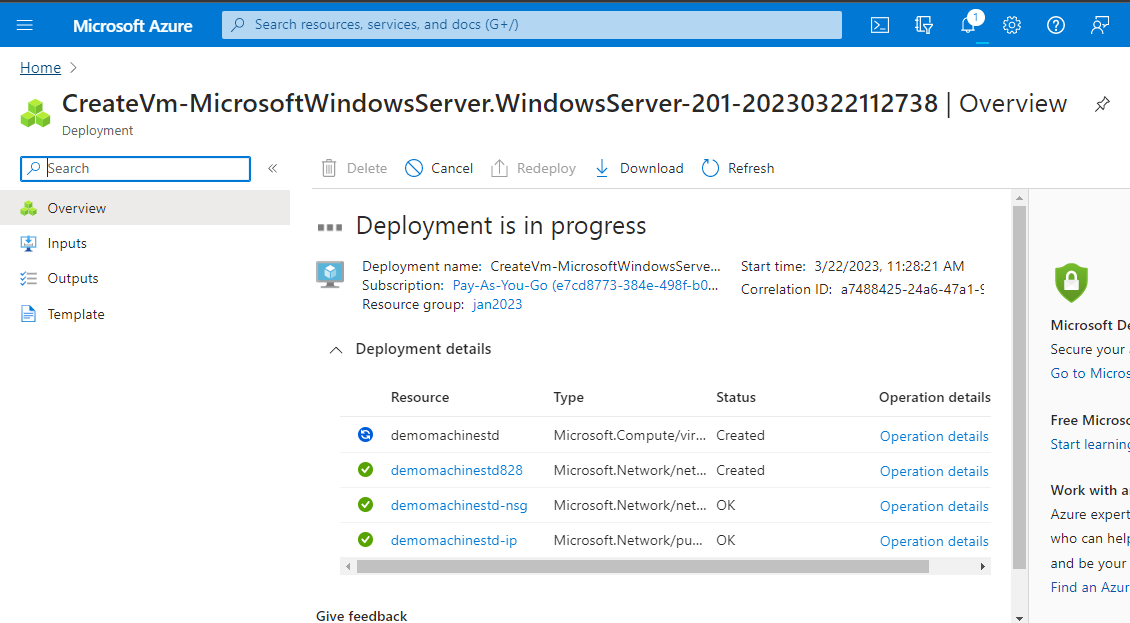 Microsoft Azure
Search resources, services, and docs (G+/)
1
Home
CreateVm-MicrosoftWindowsServer.WindowsServer-201-20230322112738 | Overview
Deployment
Search
Overview
Inputs
Outputs
Template
Delete Cancel Redeploy Download Refresh
Deployment is in progress
Deployment name: CreateVm-MicrosoftWindowsServe...
Subscription: Pay-As-You-Go (e7cd8773-384e-498f-b0...
Resource group: jan2023
Start time: 3/22/2023, 11:28:21 AM
Correlation ID: a7488425-24a6-47a1-
Deployment details
Resource Type Status Operation details
demomachinestd Microsoft.Compute/vir... Created Operation details
demomachinestd828 Microsoft.Network/net... Created Operation details
demomachinestd-nsg Microsoft.Network/net... OK Operation details
demomachinestd-ip Microsoft.Network/pu... OK Operation details
Give feedback
Microsoft De
Secure your
Go to Micros
Free Microso
Start learning
Work with a
Azure expert
who can help
and be your
Find an Azur